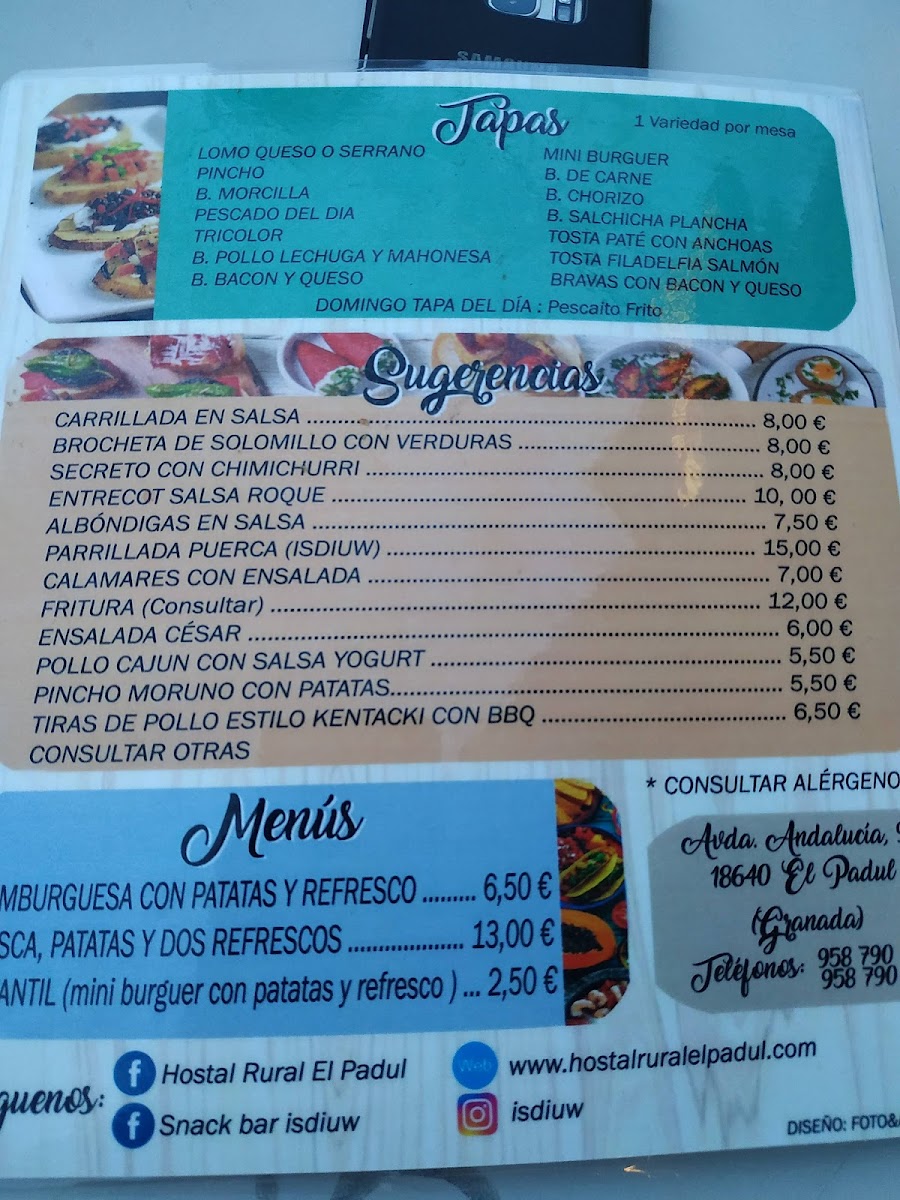 SAMSUNG
Tapas
1 Variedad por mesa
LOMO QUESO O SERRANO
PINCHO
B. MORCILLA
PESCADO DEL DIA
TRICOLOR
B. POLLO LECHUGA Y MAHONESA
B. BACON Y QUESO
MINI BURGUER
B. DE CARNE
B. CHORIZO
B. SALCHICHA PLANCHA
TOSTA PATÉ CON ANCHOAS
TOSTA FILADELFIA SALMÓN
BRAVAS CON BACON Y QUESO
DOMINGO TAPA DEL DÍA : Pescaíto Frito
Sugerencias
CARRILLADA EN SALSA 8,00 €
BROCHETA DE SOLOMILLO CON VERDURAS 8,00 €
SECRETO CON CHIMICHURRI 8,00 €
ENTRECOT SALSA ROQUE 10, 00 €
ALBÓNDIGAS EN SALSA 7,50 €
PARRILLADA PUERCA (ISDIUW) 15,00 €
CALAMARES CON ENSALADA 7,00 €
FRITURA (Consultar) 12,00 €
ENSALADA CÉSAR 6,00 €
POLLO CAJUN CON SALSA YOGURT 5,50 €
PINCHO MORUNO CON PATATAS 5,50 €
TIRAS DE POLLO ESTILO KENTACKI CON BBQ 6,50 €
CONSULTAR OTRAS
* CONSULTAR ALÉRGENO
Menús
MBURGUESA CON PATATAS Y REFRESCO 6,50 €
SCA, PATATAS Y DOS REFRESCOS 13,00 €
ANTIL (mini burguer con patatas y refresco ) ... 2,50 €
Avda. Andalucía,
18640 El Padul
(Granada)
Teléfonos: 958 790
958 790
guenos:
f Hostal Rural El Padul
f Snack bar isdiuw
Web www.hostalruralelpadul.com
isdiuw
DISEÑO: FOTO&